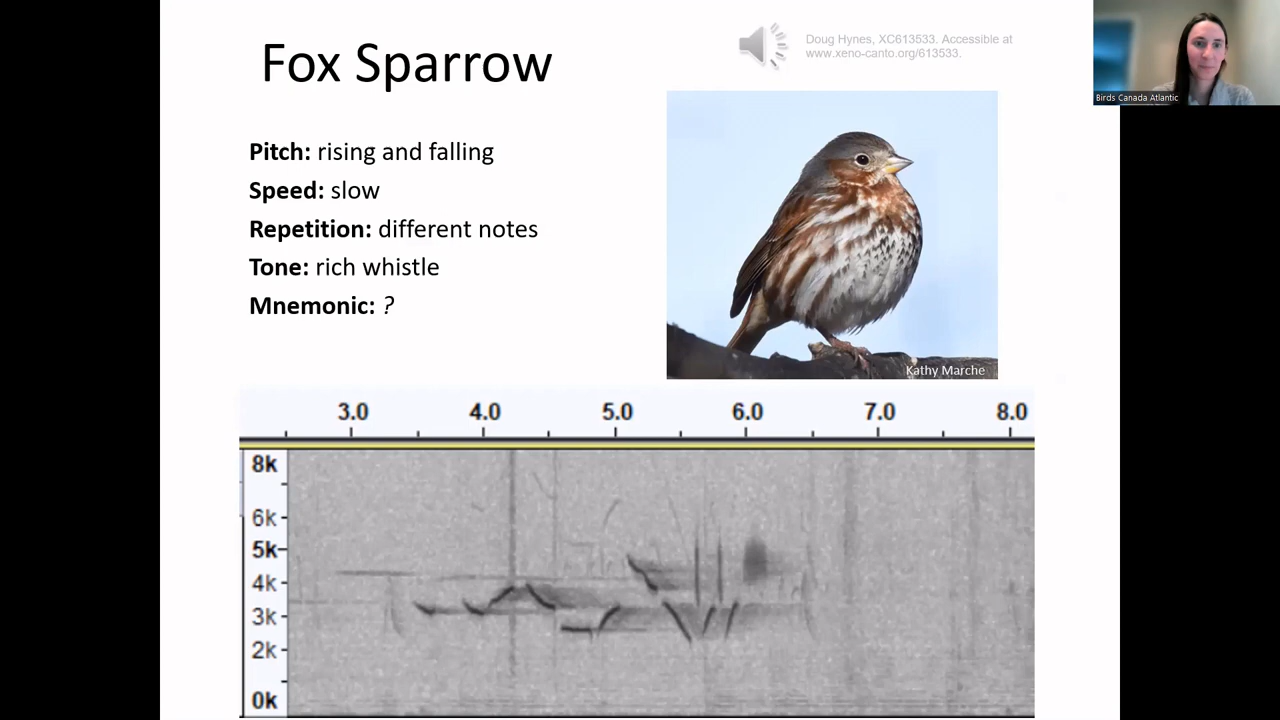 Fox Sparrow
Doug Hynes, XC613533. Accessible at
www.xeno-canto.org/613533.
Birds Canada Atlantic
Pitch: rising and falling
Speed: slow
Repetition: different notes
Tone: rich whistle
Mnemonic: ?
Kathy Marche
3.0 4.0 5.0 6.0 7.0 8.0
8k
6k
5k
4k
3k
2k
0k